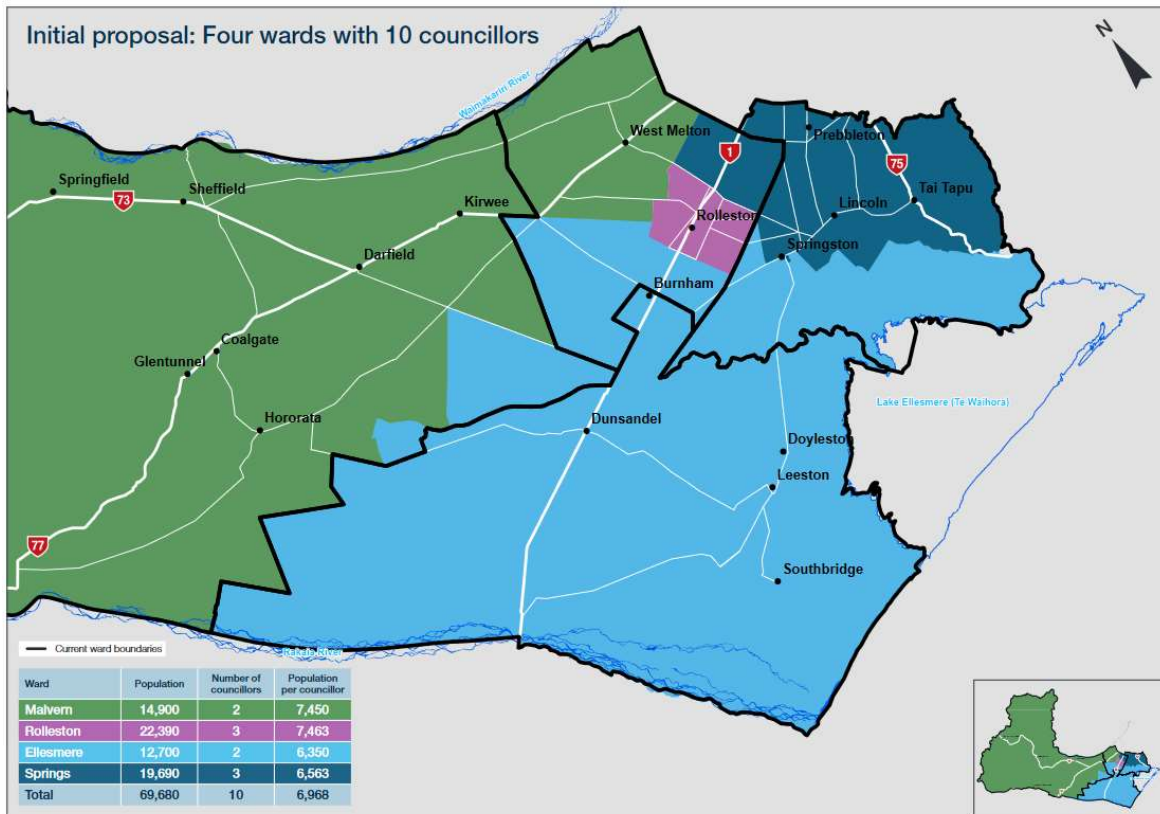 Initial proposal: Four wards with 10 councillors
N
Waimakariri River
West Melton
1
Prebbleton
75
Springfield
73
Sheffield
Tai Tapu
Kirwee
Lincoln
Rolleston
Darfield
Springston
Burnham
Coalgate
Glentunnel
Lake Ellesmere (Te Waihora)
Hororata
Dunsandel
Doyleston
Leeston
77
Southbridge
Current ward boundaries
Rakaia River
Ward Population Number of councillors Population per councillor
Malvern 14,900 2 7,450
Rolleston 22,390 3 7,463
Ellesmere 12,700 2 6,350
Springs 19,690 3 6,563
Total 69,680 10 6,968